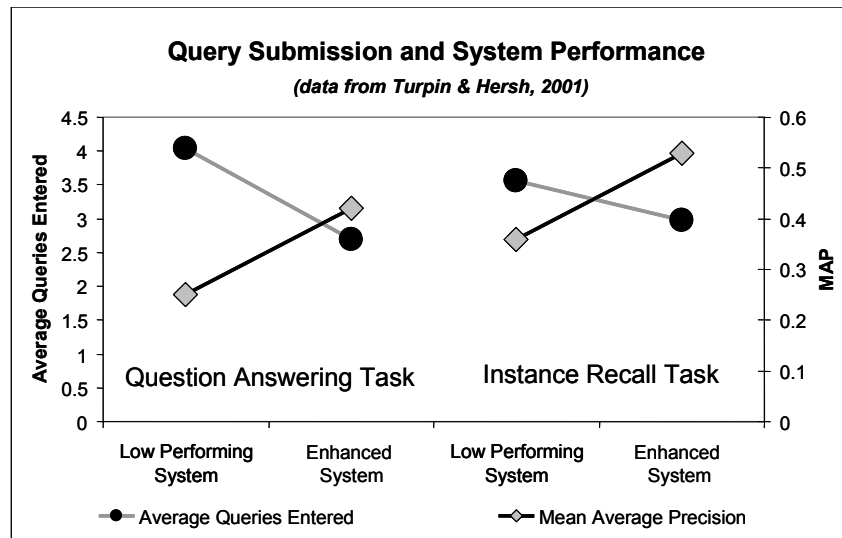 Query Submission and System Performance
(data from Turpin & Hersh, 2001)
Average Queries Entered
4.5
4
3.5
3
2.5
2
1.5
1
0.5
0
0.6
0.5
0.4
0.3
0.2
0.1
0
MAP
Question Answering Task
Instance Recall Task
Low Performing
System
Enhanced
System
Low Performing
System
Enhanced
System
Average Queries Entered
Mean Average Precision